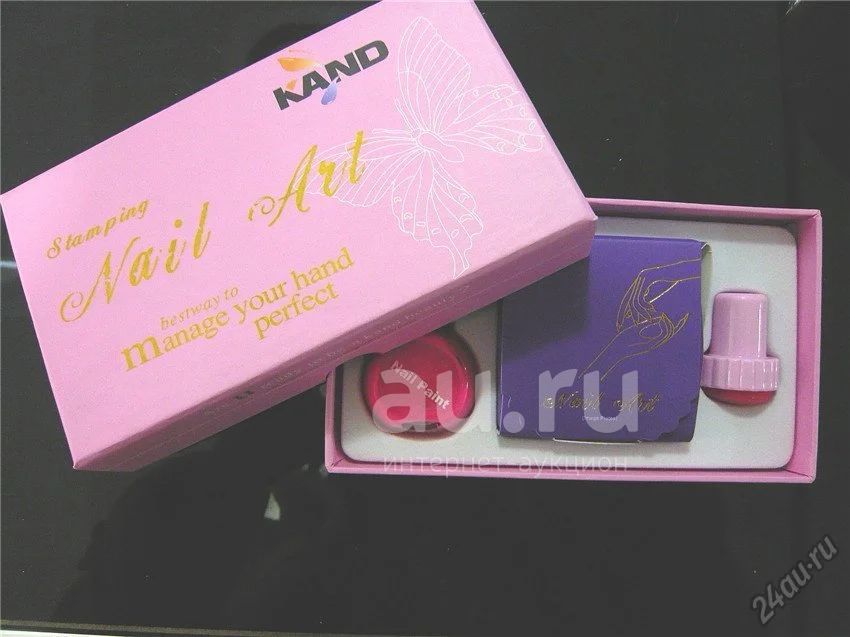 KAND
Stamping
Nail Art
bestway to
manage your hand
perfect
Nail Paint
Nail Art
au.ru
интернет-аукцион
24au.ru